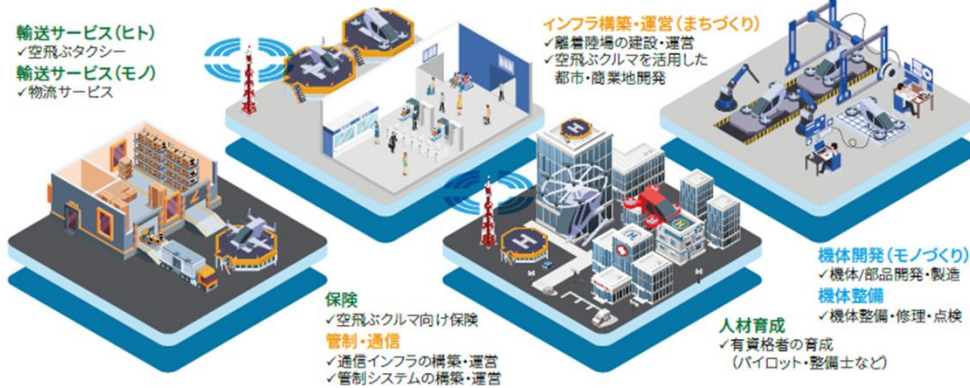 輸送サービス(ヒト)
✓空飛ぶタクシー
輸送サービス(モノ)
✓物流サービス
インフラ構築・運営(まちづくり)
✓離着陸場の建設・運営
✓空飛ぶクルマを活用した
都市・商業地開発
機体開発(モノづくり)
✓機体/部品開発・製造
機体整備
✓機体整備・修理・点検
保険
✓空飛ぶクルマ向け保険
管制・通信
✓通信インフラの構築・運営
✓管制システムの構築・運営
人材育成
✓有資格者の育成
(パイロット・整備士など)
H
H
H